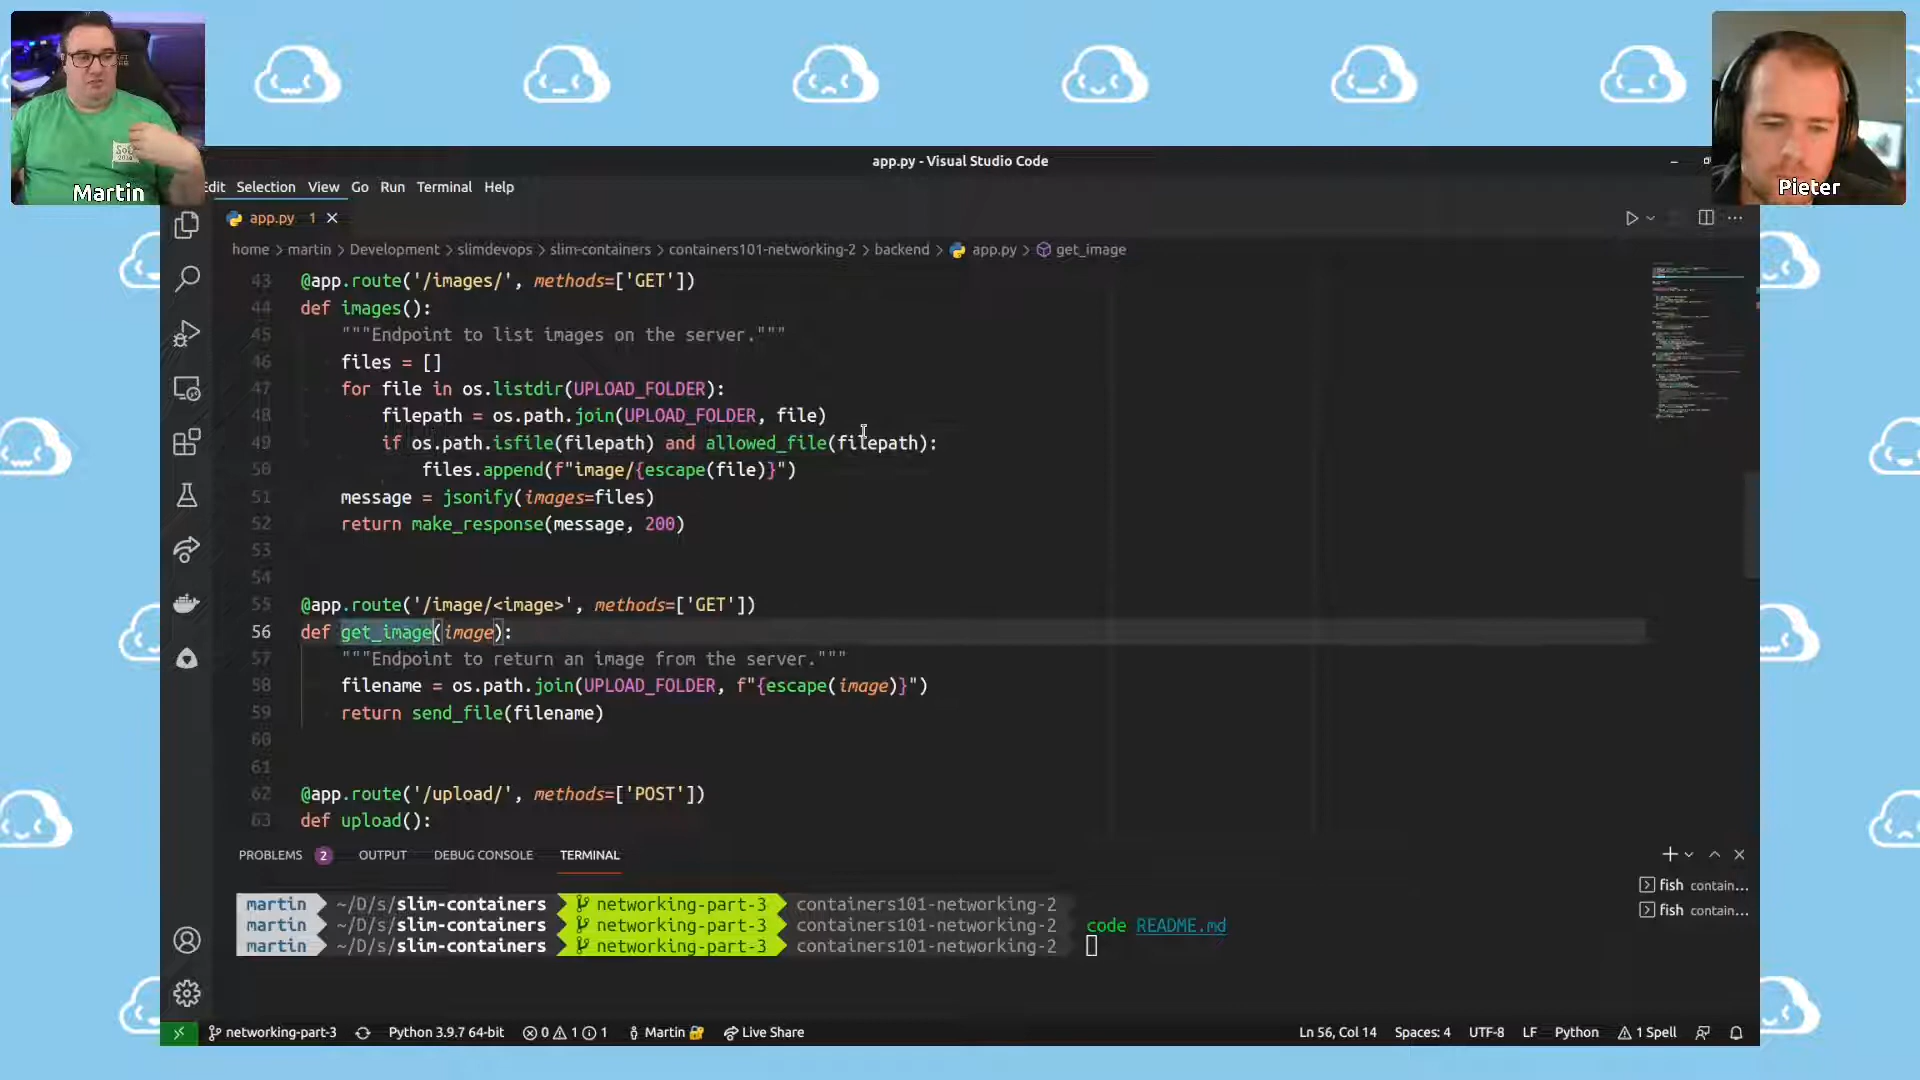 Martin
Pieter
app.py - Visual Studio Code
Edit Selection View Go Run Terminal Help
app.py 1
home > martin > Development > slimdevops > slim-containers > containers101-networking-2 > backend > app.py > get_image
43 @app.route('/images/', methods=['GET'])
44 def images():
45 """Endpoint to list images on the server."""
46 files = []
47 for file in os.listdir(UPLOAD_FOLDER):
48 filepath = os.path.join(UPLOAD_FOLDER, file)
49 if os.path.isfile(filepath) and allowed_file(filepath):
50 files.append(f"image/{escape(file)}")
51 message = jsonify(images=files)
52 return make_response(message, 200)
53
54
55 @app.route('/image/<image>', methods=['GET'])
56 def get_image(image):
57 """Endpoint to return an image from the server."""
58 filename = os.path.join(UPLOAD_FOLDER, f"{escape(image)}")
59 return send_file(filename)
60
61
62 @app.route('/upload/', methods=['POST'])
63 def upload():
PROBLEMS 2 OUTPUT DEBUG CONSOLE TERMINAL
fish contain...
fish contain...
martin ~/D/s/slim-containers networking-part-3 containers101-networking-2
martin ~/D/s/slim-containers networking-part-3 containers101-networking-2 code README.md
martin ~/D/s/slim-containers networking-part-3 containers101-networking-2
networking-part-3 Python 3.9.7 64-bit 0 1 1 Martin Live Share Ln 56, Col 14 Spaces: 4 UTF-8 LF Python 1 Spell